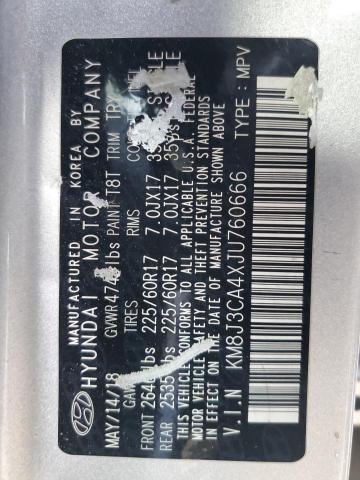 MANUFACTURED IN KOREA BY
HYUNDAI MOTOR COMPANY
MAY/14/18 GVWR lbs PAINT T8T TRIM TRY
TIRES RIMS
FRONT lbs 225/60R17 7.0JX17
REAR 2535 lbs 225/60R17 7.0JX17 35psi
THIS VEHICLE CONFORMS TO ALL APPLICABLE U.S.A. FEDERAL
MOTOR VEHICLE SAFETY AND THEFT PREVENTION STANDARDS
IN EFFECT ON THE DATE OF MANUFACTURE SHOWN ABOVE
V.I.N : KM8J3CA4XJU760666 TYPE : MPV